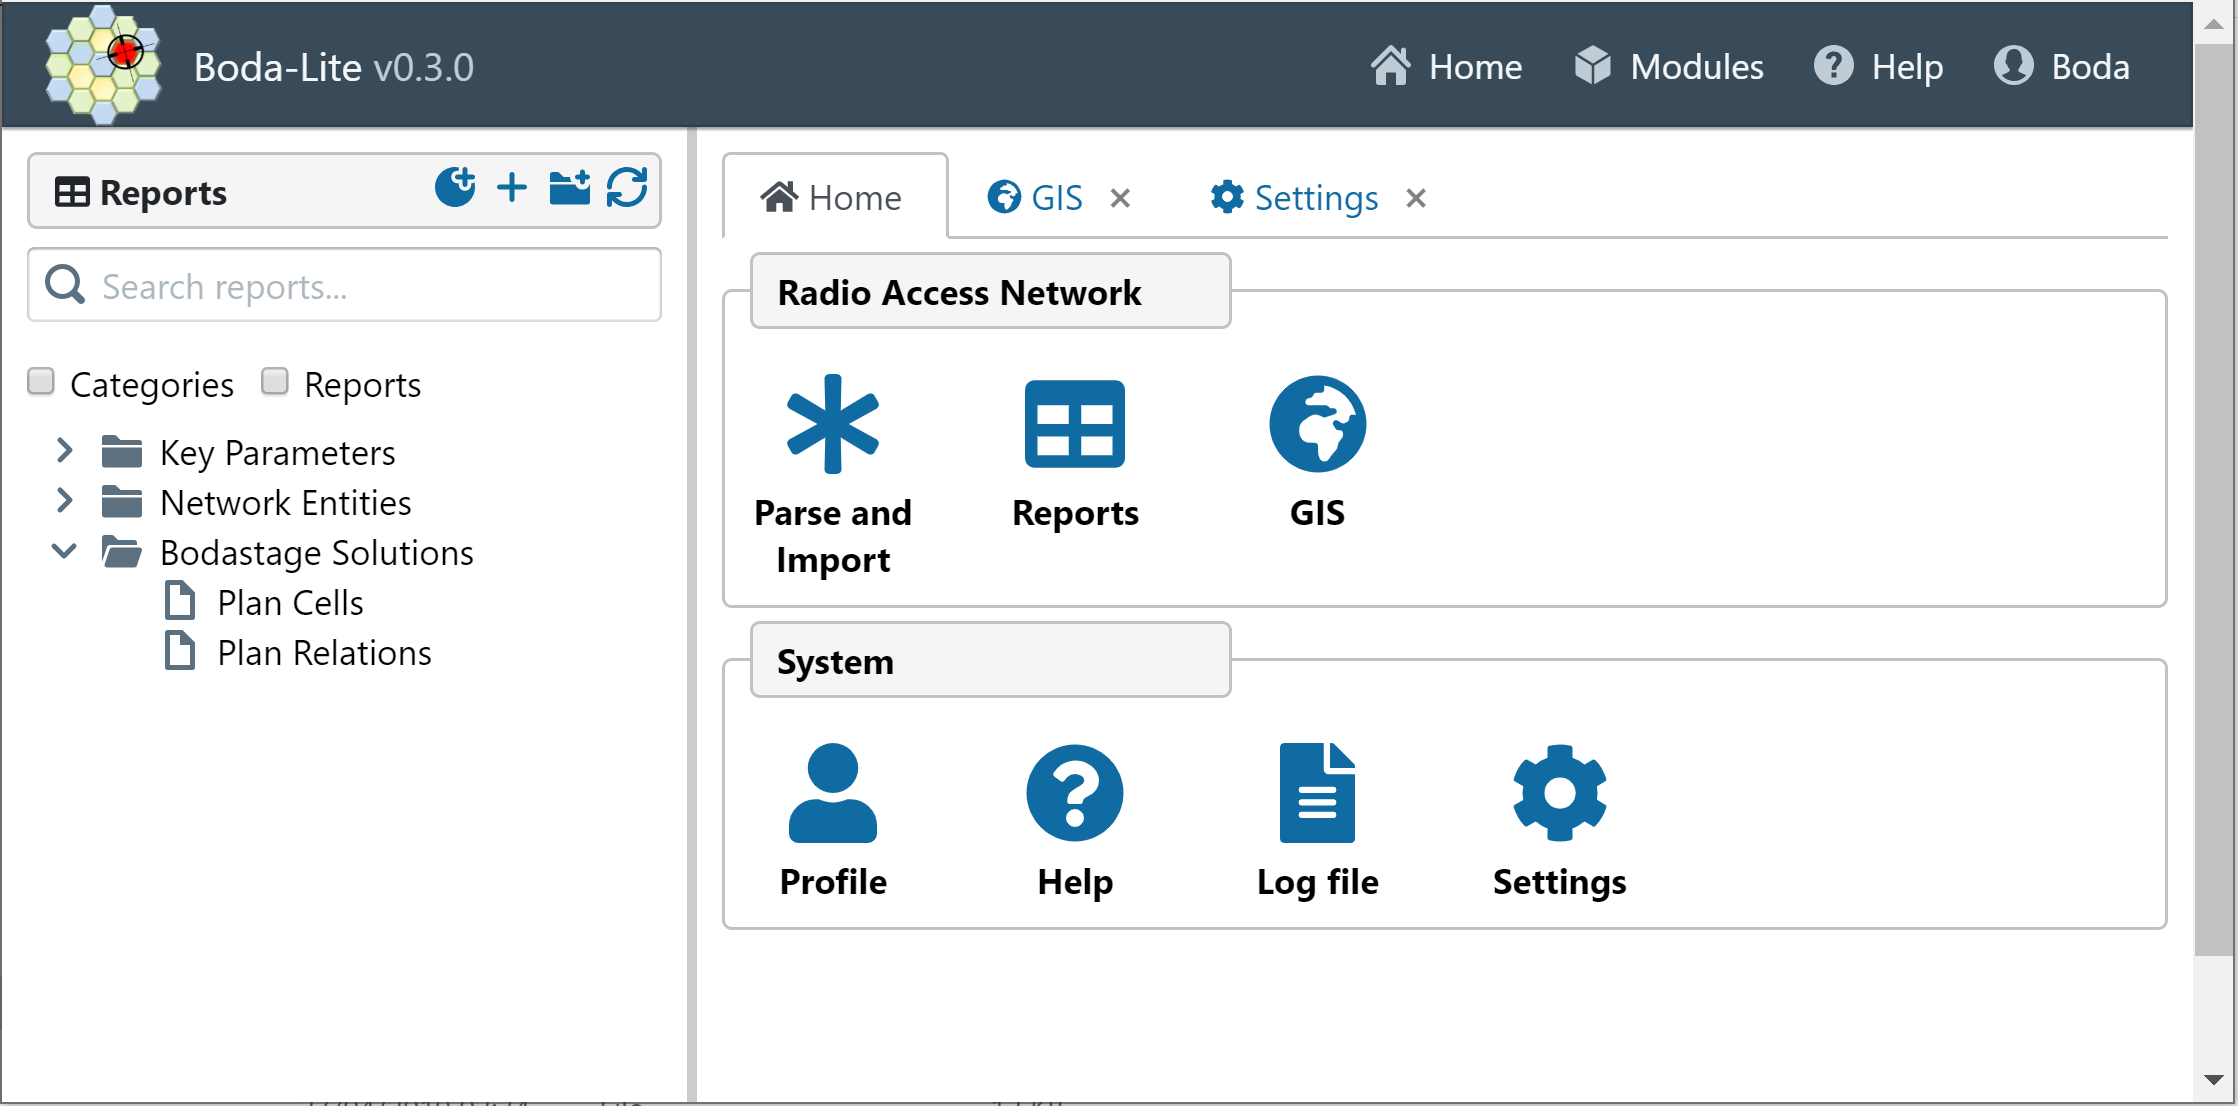 Boda-Lite v0.3.0
Home
Modules
Help
Boda
Reports
Search reports...
Categories
Reports
Key Parameters
Network Entities
Bodastage Solutions
Plan Cells
Plan Relations
Home
GIS
Settings
Radio Access Network
Parse and
Import
Reports
GIS
System
Profile
Help
Log file
Settings